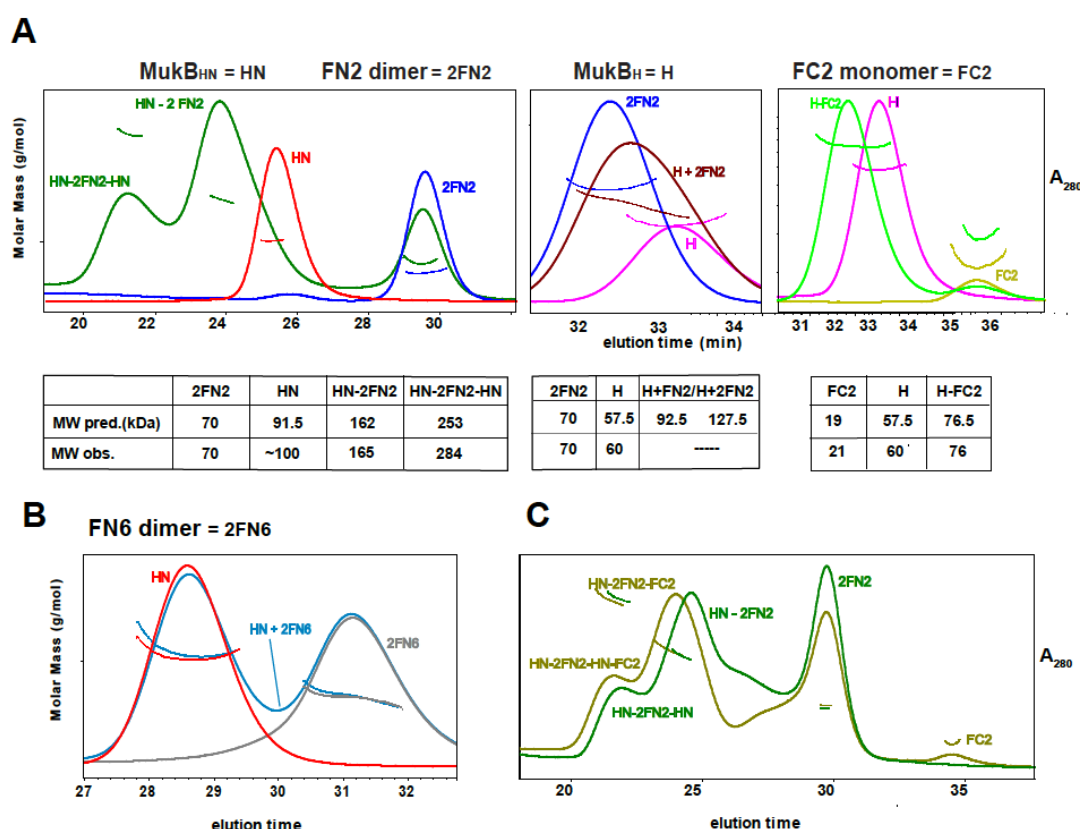 A
MukBHN = HN FN2 dimer = 2FN2 MukBH = H FC2 monomer = FC2
HN - 2 FN2
HN-2FN2-HN
HN
2FN2
2FN2
H + 2FN2
H
H-FC2
H
FC2
Molar Mass (g/mol)
A280
20 22 24 26 28 30
32 33 34
31 32 33 34 35 36
elution time (min)
2FN2 HN HN-2FN2 HN-2FN2-HN
MW pred.(kDa) 70 91.5 162 253
MW obs. 70 ~100 165 284
2FN2 H H+FN2/H+2FN2
70 57.5 92.5 127.5
70 60 -----
FC2 H H-FC2
19 57.5 76.5
21 60 76
B
FN6 dimer = 2FN6
HN
HN + 2FN6
2FN6
Molar Mass (g/mol)
27 28 29 30 31 32
elution time
C
HN-2FN2-FC2
HN - 2FN2
2FN2
HN-2FN2-HN-FC2
HN-2FN2-HN
FC2
A280
20 25 30 35
elution time